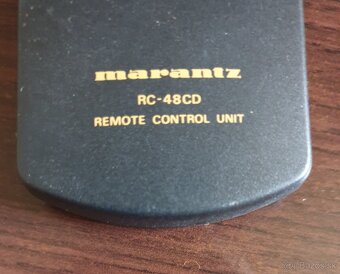 marantz
RC-48CD
REMOTE CONTROL UNIT